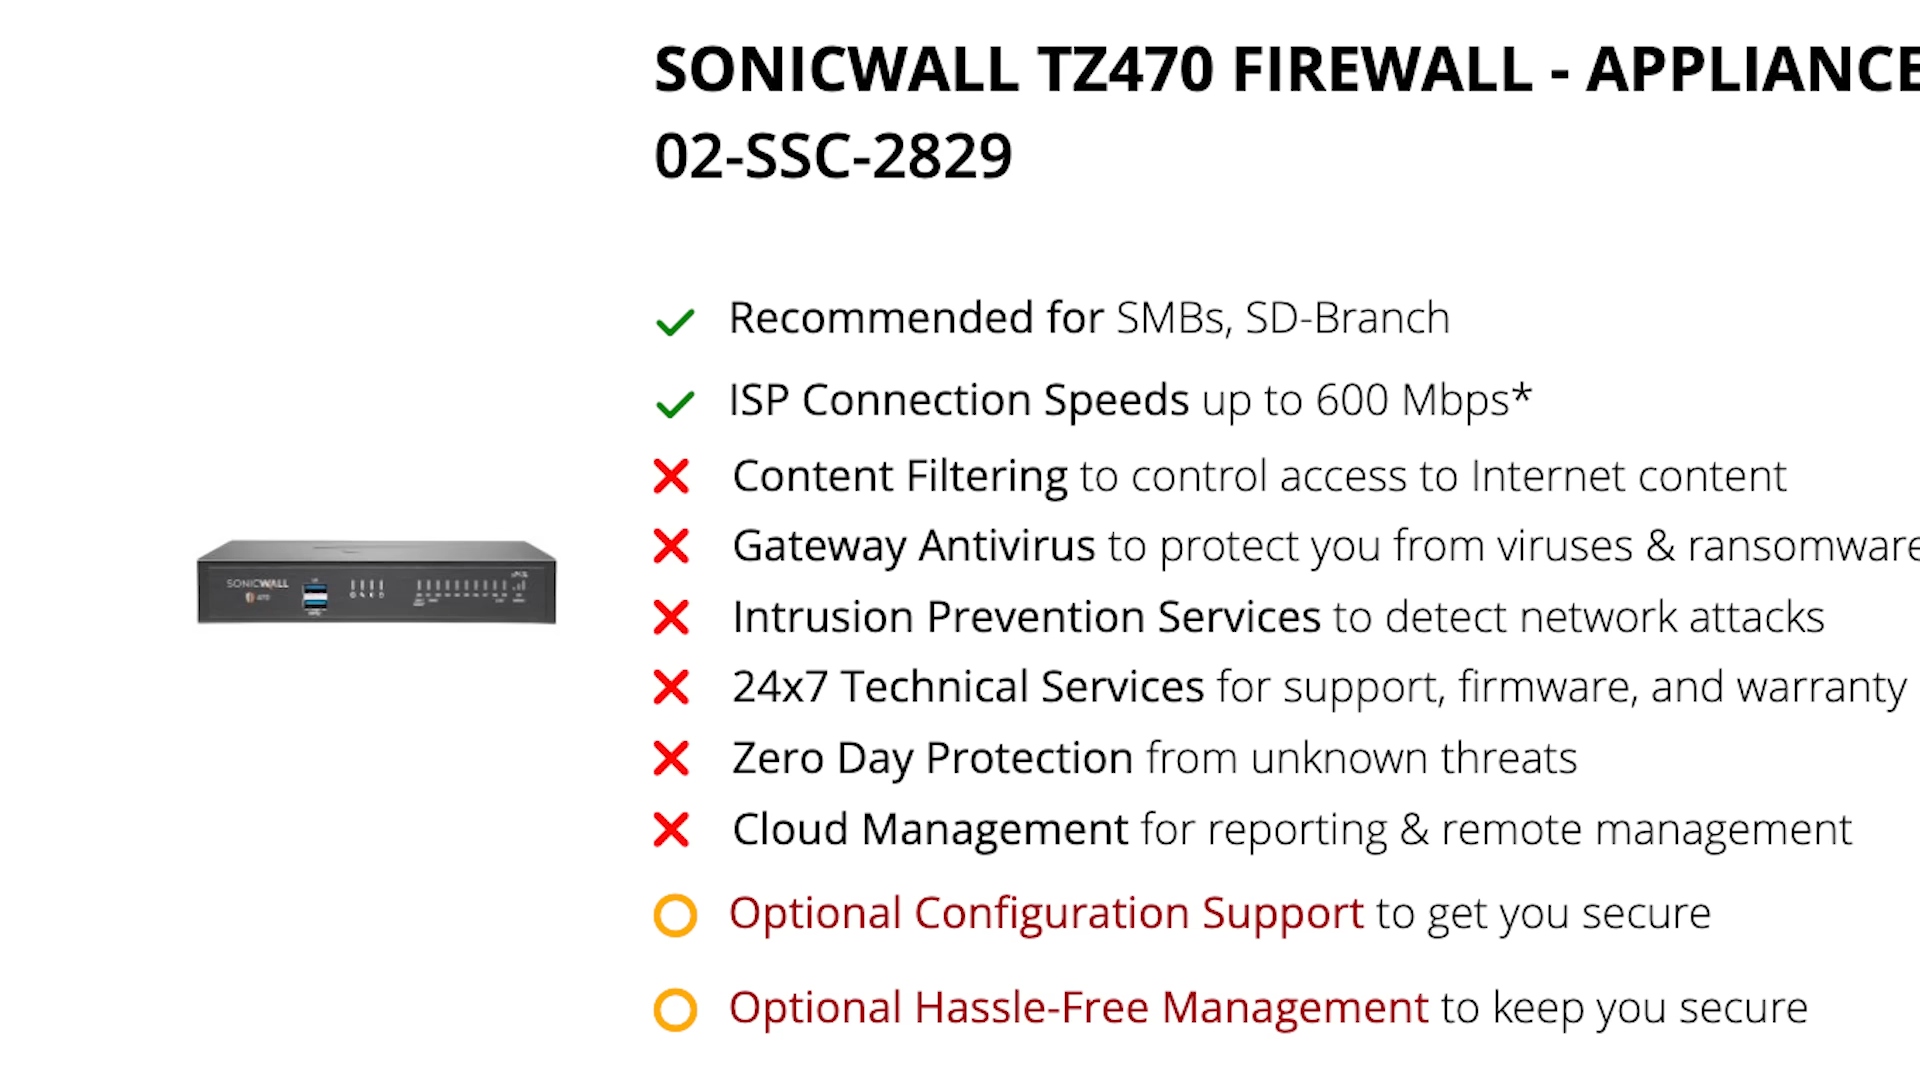 SONICWALL TZ470 FIREWALL - APPLIANCE
02-SSC-2829
Recommended for SMBs, SD-Branch
ISP Connection Speeds up to 600 Mbps*
Content Filtering to control access to Internet content
Gateway Antivirus to protect you from viruses & ransomware
Intrusion Prevention Services to detect network attacks
24x7 Technical Services for support, firmware, and warranty
Zero Day Protection from unknown threats
Cloud Management for reporting & remote management
Optional Configuration Support to get you secure
Optional Hassle-Free Management to keep you secure
SONICWALL